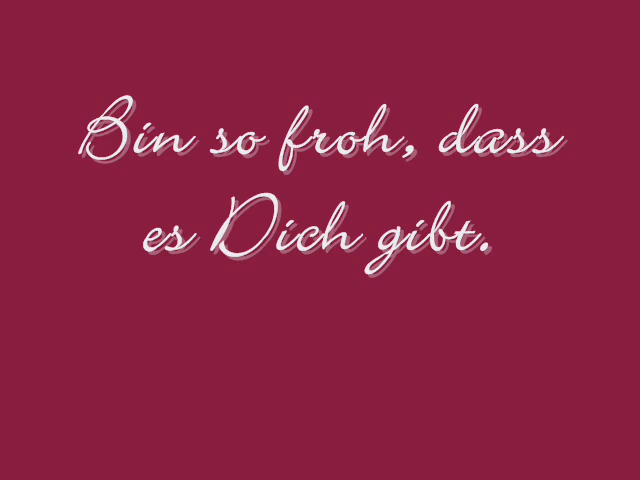 Bin so froh, dass
es Dich gibt.